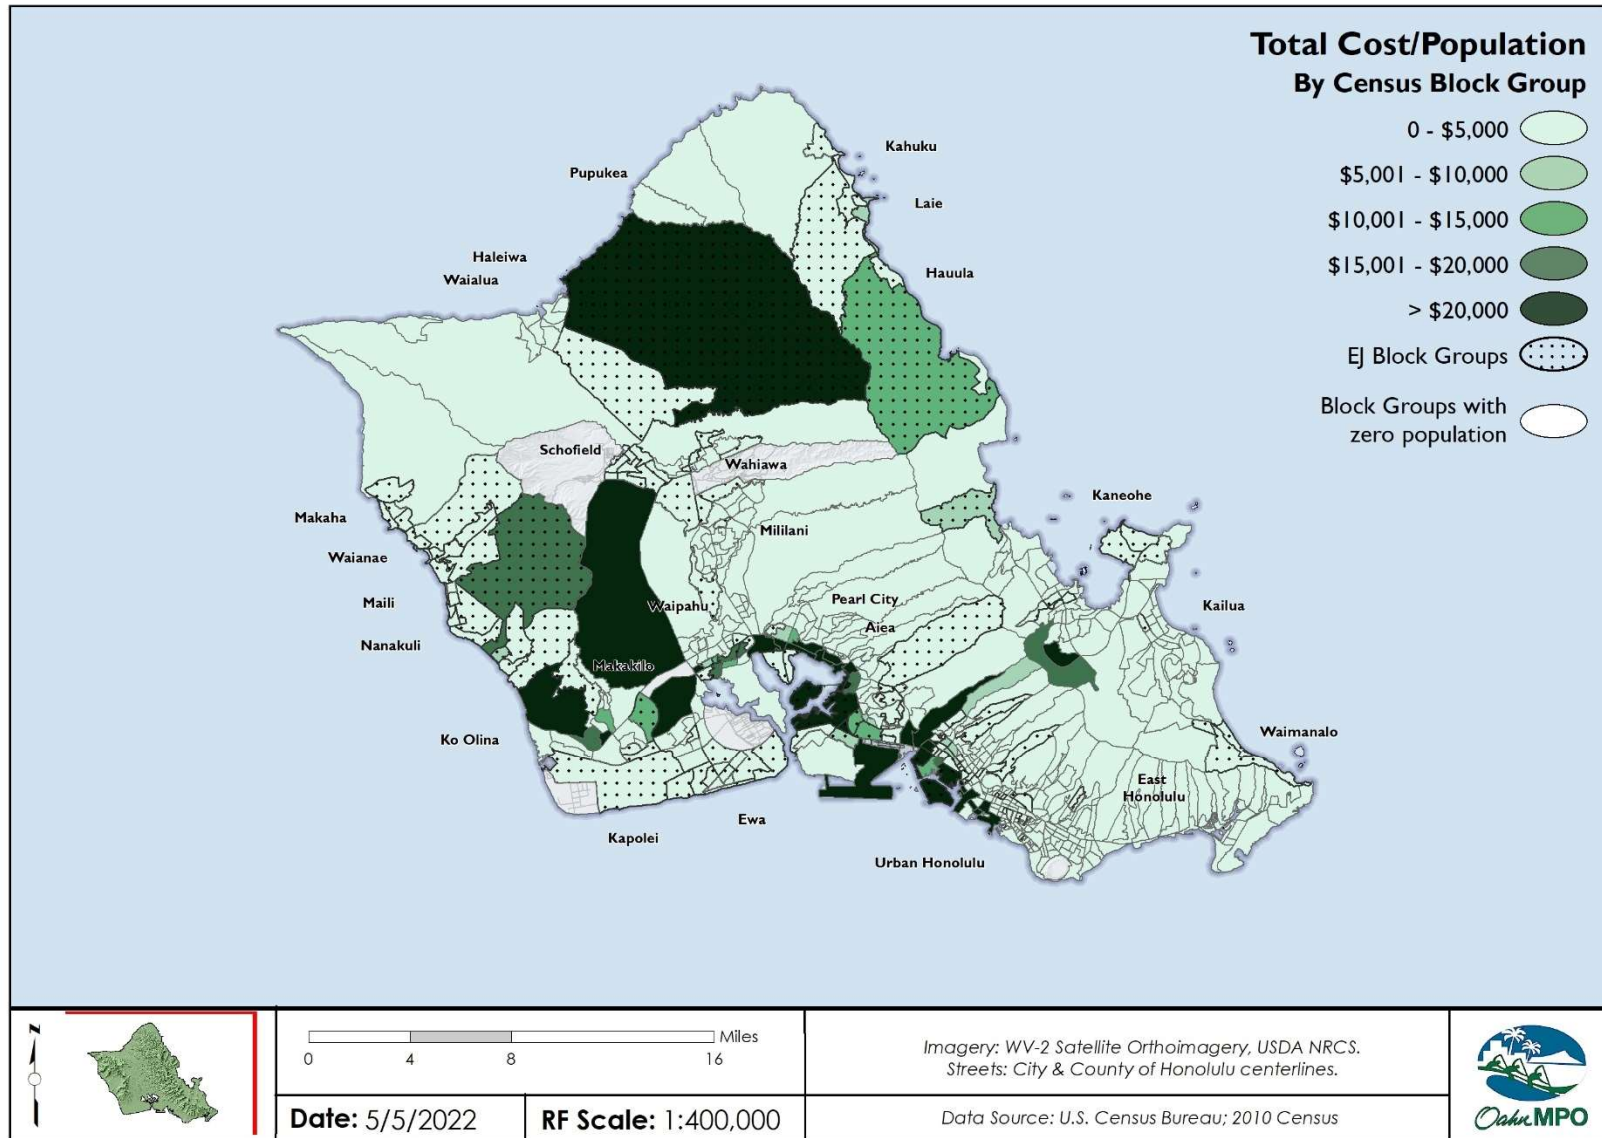 Total Cost/Population
By Census Block Group
0 - $5,000
$5,001 - $10,000
$10,001 - $15,000
$15,001 - $20,000
> $20,000
EJ Block Groups
Block Groups with
zero population
Kahuku
Pupukea
Laie
Haleiwa
Hauula
Waialua
Schofield
Wahiawa
Kaneohe
Makaha
Mililani
Waianae
Pearl City
Maili
Waipahu
Kailua
Aiea
Nanakuli
Makakilo
Waimanalo
Ko Olina
East
Honolulu
Ewa
Kapolei
Urban Honolulu
N
Miles
0 4 8 16
Imagery: WV-2 Satellite Orthoimagery, USDA NRCS.
Streets: City & County of Honolulu centerlines.
Date: 5/5/2022
RF Scale: 1:400,000
Data Source: U.S. Census Bureau; 2010 Census
OahuMPO